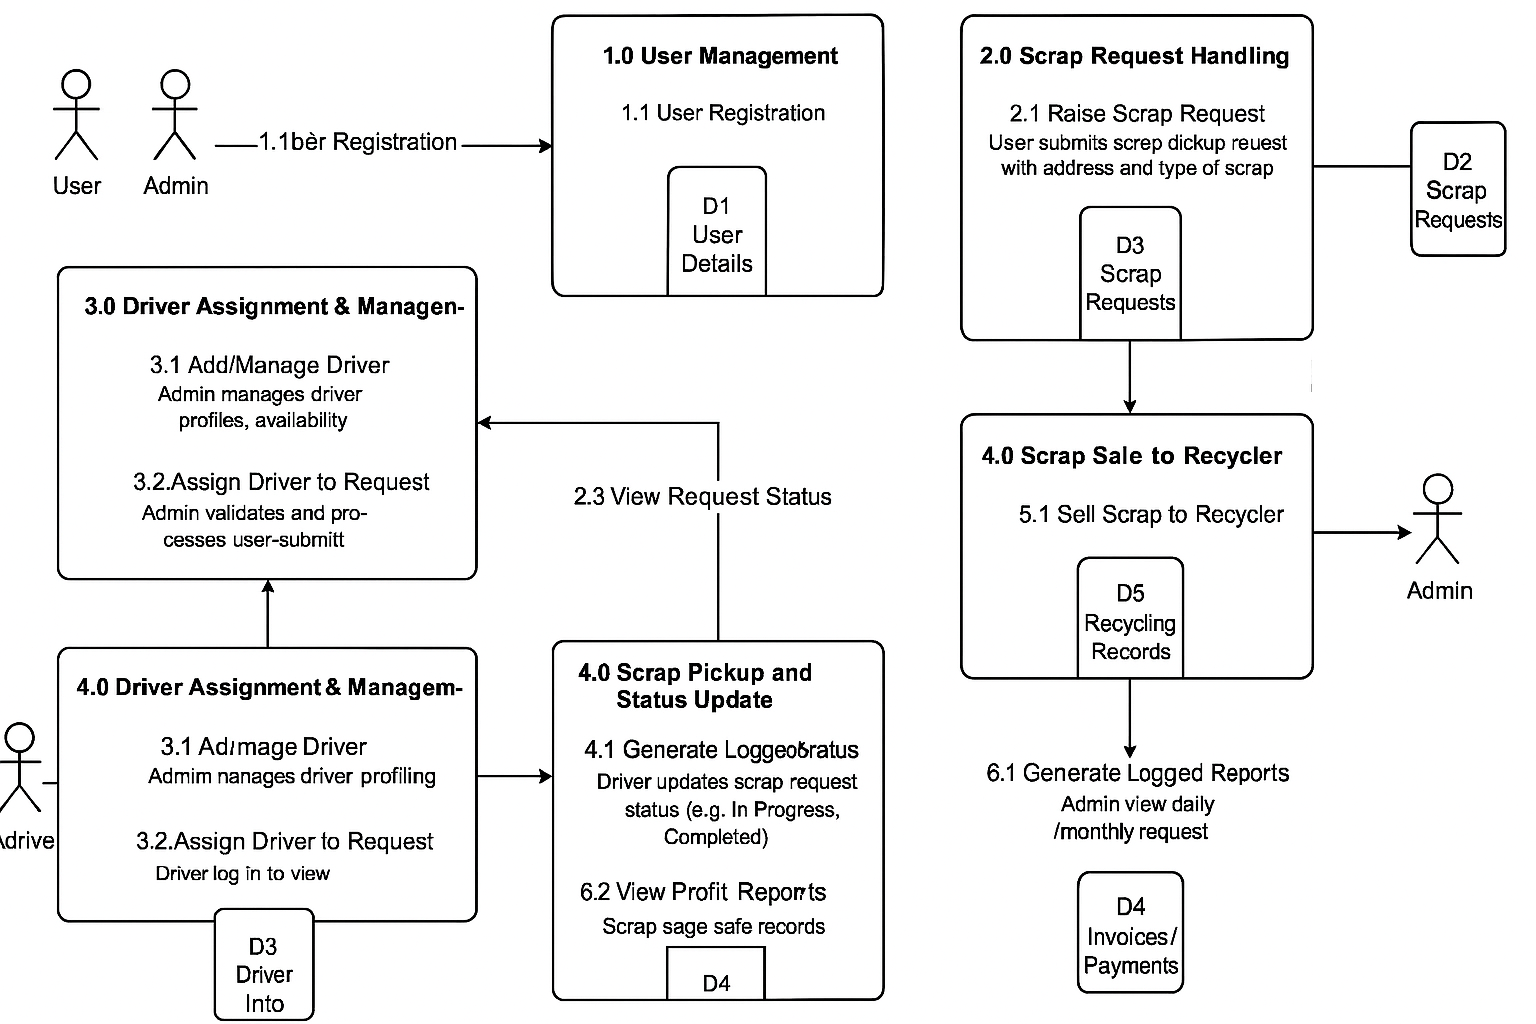 User
Admin
1.1bèr Registration
1.0 User Management
1.1 User Registration
D1
User
Details
2.0 Scrap Request Handling
2.1 Raise Scrap Request
User submits screp dickup reuest
with address and type of scrap
D3
Scrap
Requests
D2
Scrap
Requests
3.0 Driver Assignment & Managen-
3.1 Add/Manage Driver
Admin manages driver
profiles, availability
3.2.Assign Driver to Request
Admin validates and pro-
cesses user-submitt
2.3 View Request Status
4.0 Scrap Sale to Recycler
5.1 Sell Scrap to Recycler
D5
Recycling
Records
Admin
4.0 Driver Assignment & Managem-
3.1 Adımage Driver
Admim nanages driver profiling
3.2.Assign Driver to Request
Driver log in to view
D3
Driver
Into
Adrive
4.0 Scrap Pickup and
Status Update
4.1 Generate
Driver updates scrap request
status (e.g. In Progress,
Completed)
6.2 View Profit Reports
Scrap sage safe records
D4
6.1 Generate Logged Reports
Admin view daily
/monthly request
D4
Invoices/
Payments